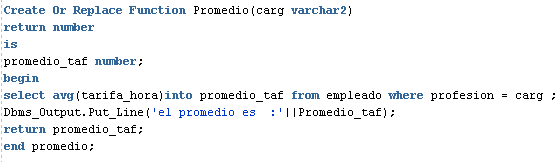 Create Or Replace Function Promedio(carg varchar2)
return number
is
promedio_taf number;
begin
select avg(tarifa_hora)into promedio_taf from empleado where profesion = carg ;
Dbms_Output.Put_Line('el promedio es  :'||Promedio_taf);
return promedio_taf;
end promedio;